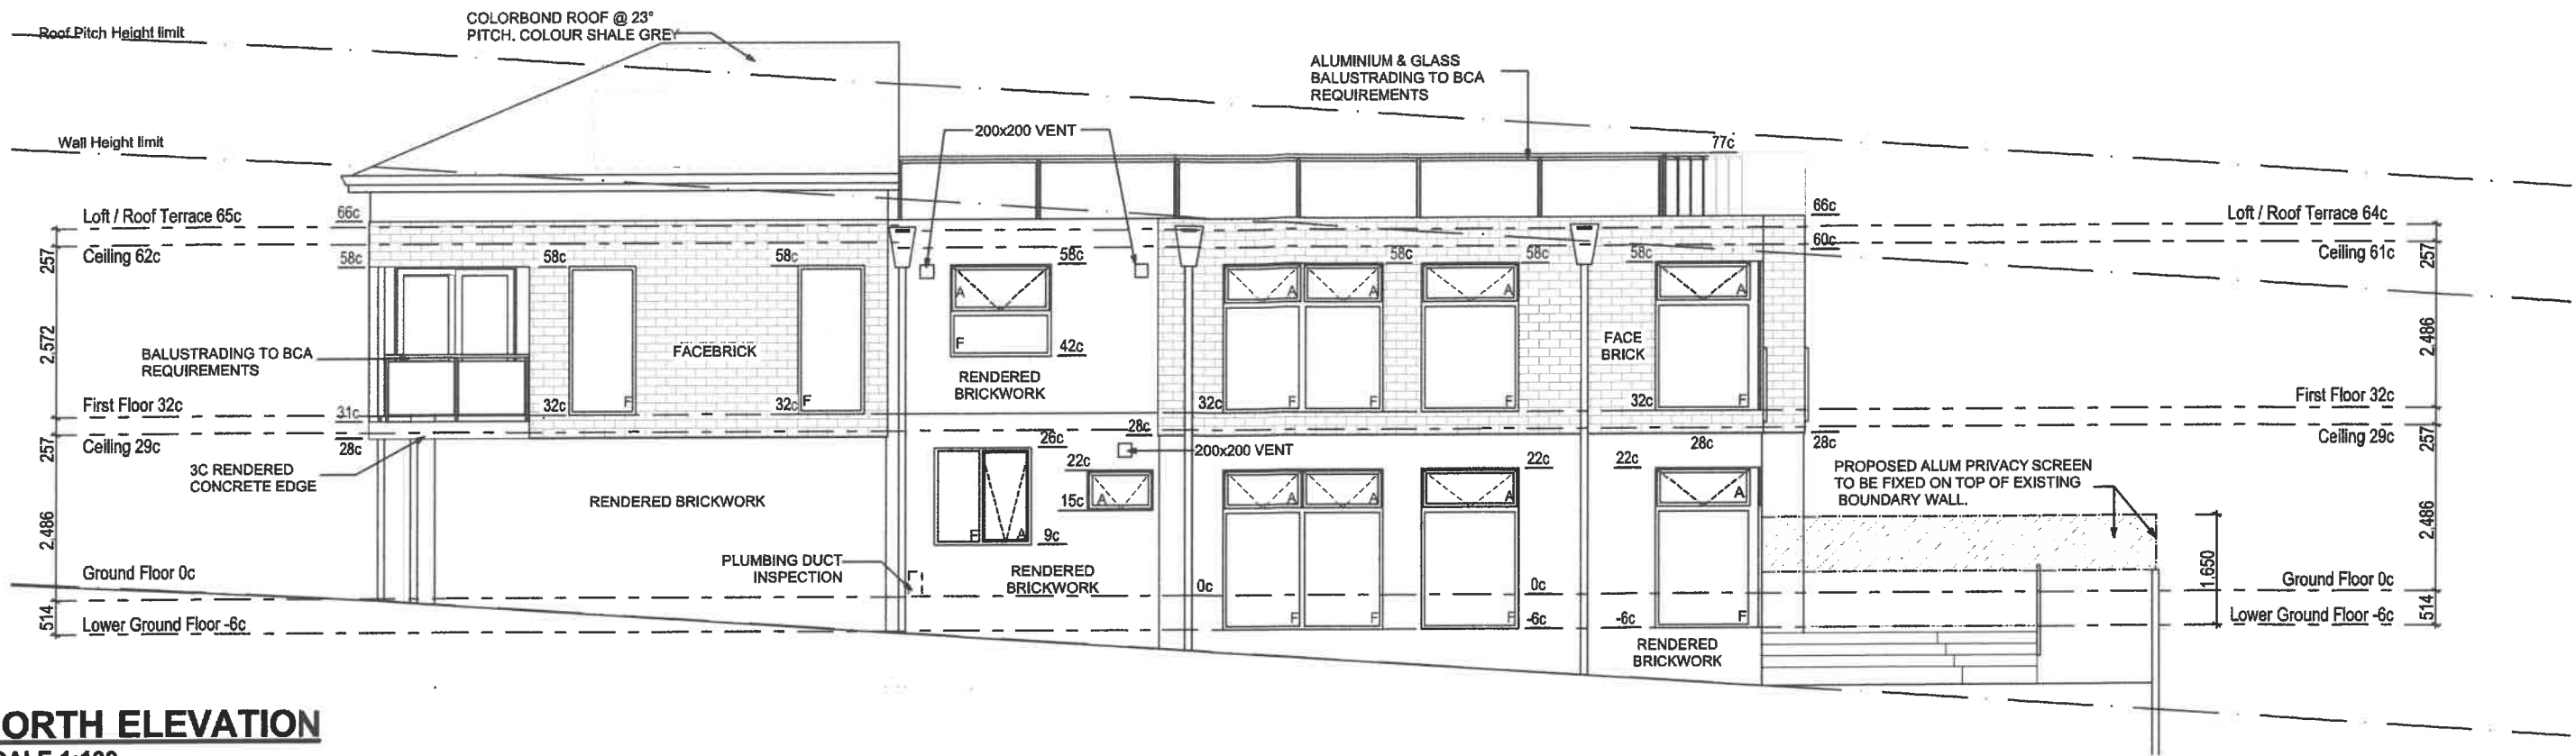 Roof Pitch Height limit
COLORBOND ROOF @ 23°
PITCH. COLOUR SHALE GREY
ALUMINIUM & GLASS
BALUSTRADING TO BCA
REQUIREMENTS
Wall Height limit
200x200 VENT
77c
Loft / Roof Terrace 65c
66c
66c
Loft / Roof Terrace 64c
257
Ceiling 62c
58c
58c
58c
58c
58c
58c
58c
60c
Ceiling 61c
257
A
A
A
A
A
2,572
BALUSTRADING TO BCA
REQUIREMENTS
FACEBRICK
F
42c
RENDERED
BRICKWORK
FACE
BRICK
2,486
First Floor 32c
31c
32c
F
32c
F
32c
F
F
F
32c
F
First Floor 32c
257
Ceiling 29c
28c
3C RENDERED
CONCRETE EDGE
26c
28c
200x200 VENT
28c
28c
Ceiling 29c
257
RENDERED BRICKWORK
22c
15c
A
22c
22c
A
A
A
A
PROPOSED ALUM PRIVACY SCREEN
TO BE FIXED ON TOP OF EXISTING
BOUNDARY WALL.
2,486
2,486
F
A
9c
PLUMBING DUCT
INSPECTION
RENDERED
BRICKWORK
1,650
Ground Floor 0c
0c
0c
Ground Floor 0c
514
Lower Ground Floor -6c
F
F
F
-6c
-6c
F
Lower Ground Floor -6c
514
RENDERED
BRICKWORK
ORTH ELEVATION